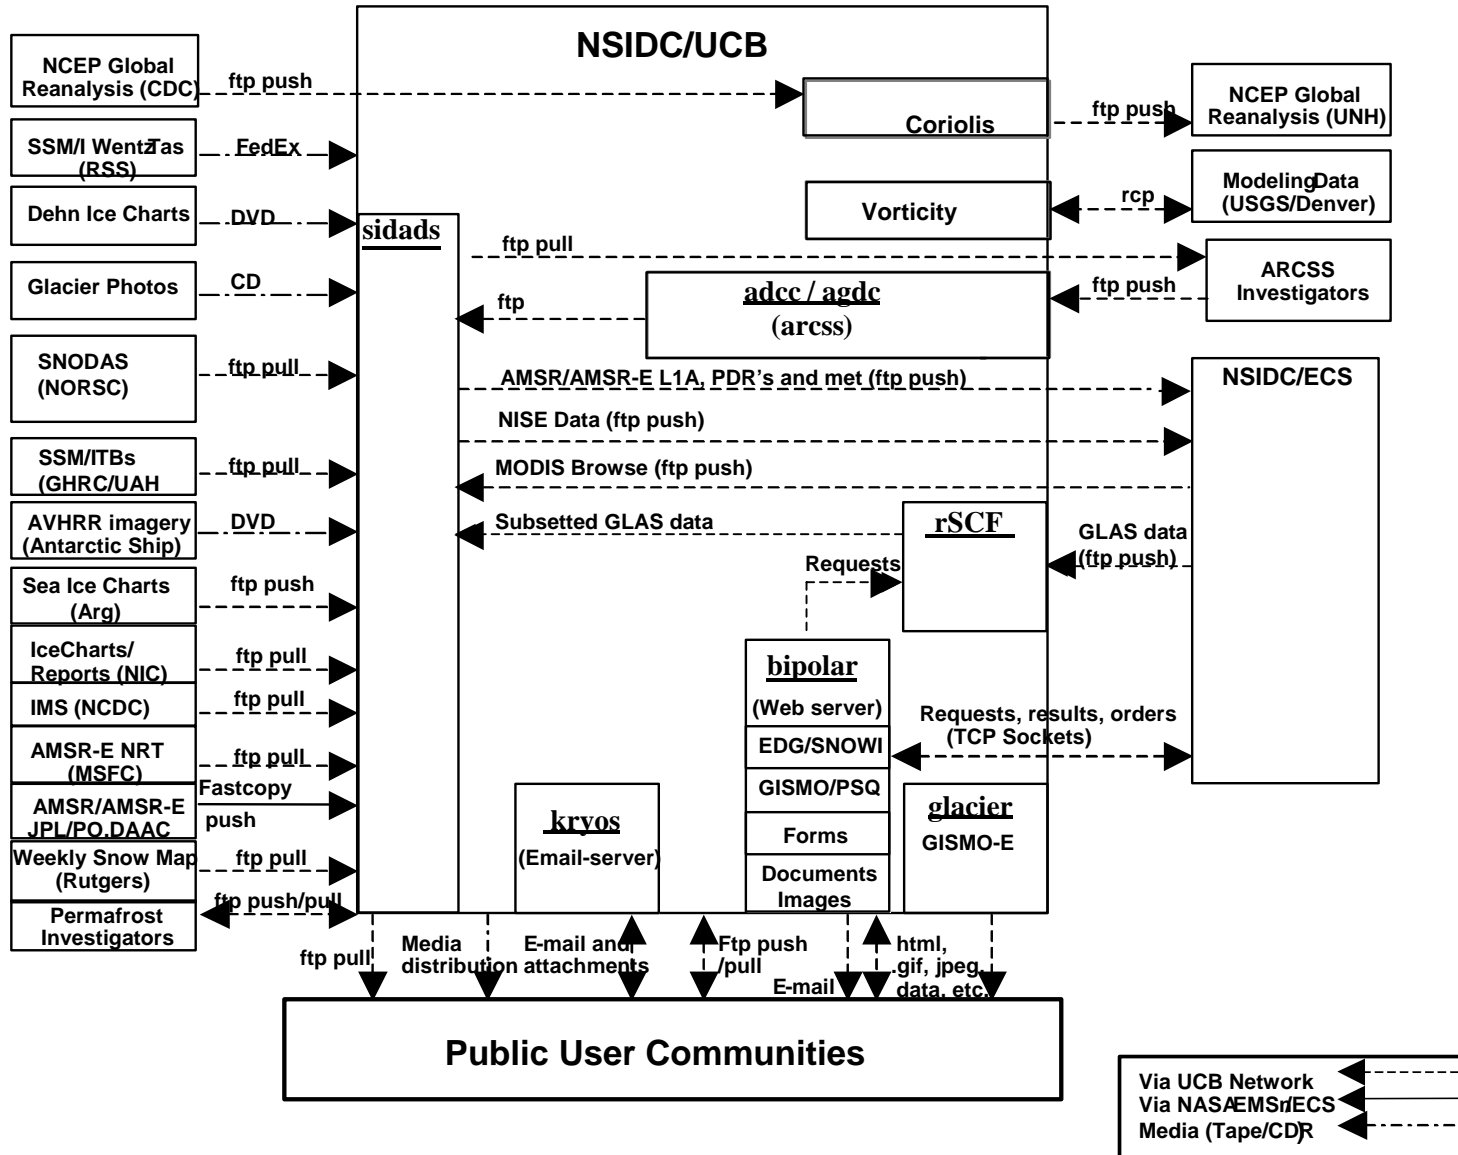 NSIDC/UCB
NCEP Global
Reanalysis (CDC)
ftp push
Coriolis
ftp push
NCEP Global
Reanalysis (UNH)
SSM/I WentzTas
(RSS)
FedEx
Vorticity
rcp
ModelingData
(USGS/Denver)
Dehn Ice Charts
DVD
sidads
ftp pull
ARCSS
Investigators
ftp push
Glacier Photos
CD
ftp
adcc / agdc
(arcss)
SNODAS
(NORSC)
ftp pull
AMSR/AMSR-E L1A, PDR's and met (ftp push)
NSIDC/ECS
NISE Data (ftp push)
SSM/ITBs
(GHRC/UAH
ftp pull
MODIS Browse (ftp push)
AVHRR imagery
(Antarctic Ship)
DVD
Subsetted GLAS data
rSCF
GLAS data
(ftp push)
Requests
Sea Ice Charts
(Arg)
ftp push
IceCharts/
Reports (NIC)
ftp pull
bipolar
(Web server)
IMS (NCDC)
ftp pull
EDG/SNOWI
Requests, results, orders
(TCP Sockets)
AMSR-E NRT
(MSFC)
ftp pull
GISMO/PSQ
AMSR/AMSR-E
JPL/PO.DAAC
Fastcopy
push
kryos
(Email-server)
Forms
glacier
GISMO-E
Weekly Snow Map
(Rutgers)
ftp pull
Documents
Images
Permafrost
Investigators
ftp push/pull
ftp pull
Media
distribution
E-mail and
attachments
Ftp push
/pull
E-mail
html,
.gif, jpeg,
data, etc.
Public User Communities
Via UCB Network
Via NASAEMSn/ECS
Media (Tape/CD)R